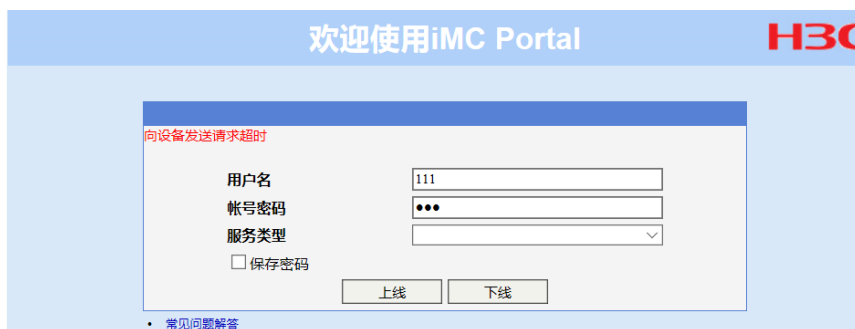 欢迎使用iMC Portal
H3C
向设备发送请求超时
用户名 111
帐号密码 •••
服务类型
保存密码
上线 下线
• 常见问题解答